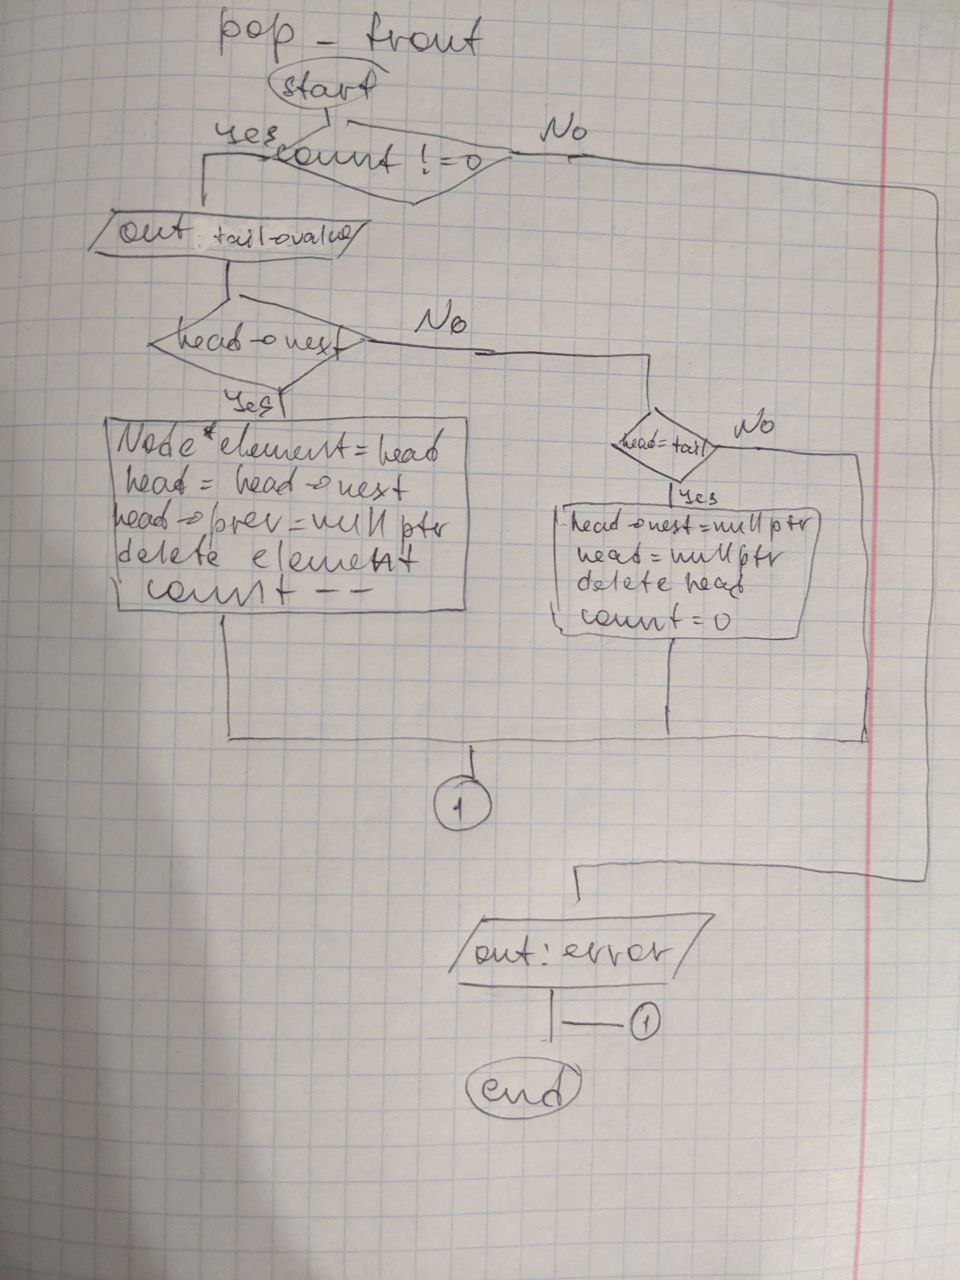 pop_front
start
yes
No
count != 0
out: tail→value
head→next
No
Yes
Node *element = head
head = head→next
head→prev = nullptr
delete element
count --
head=tail
No
Yes
head→next=nullptr
head=nullptr
delete head
count = 0
1
out: error
1
end